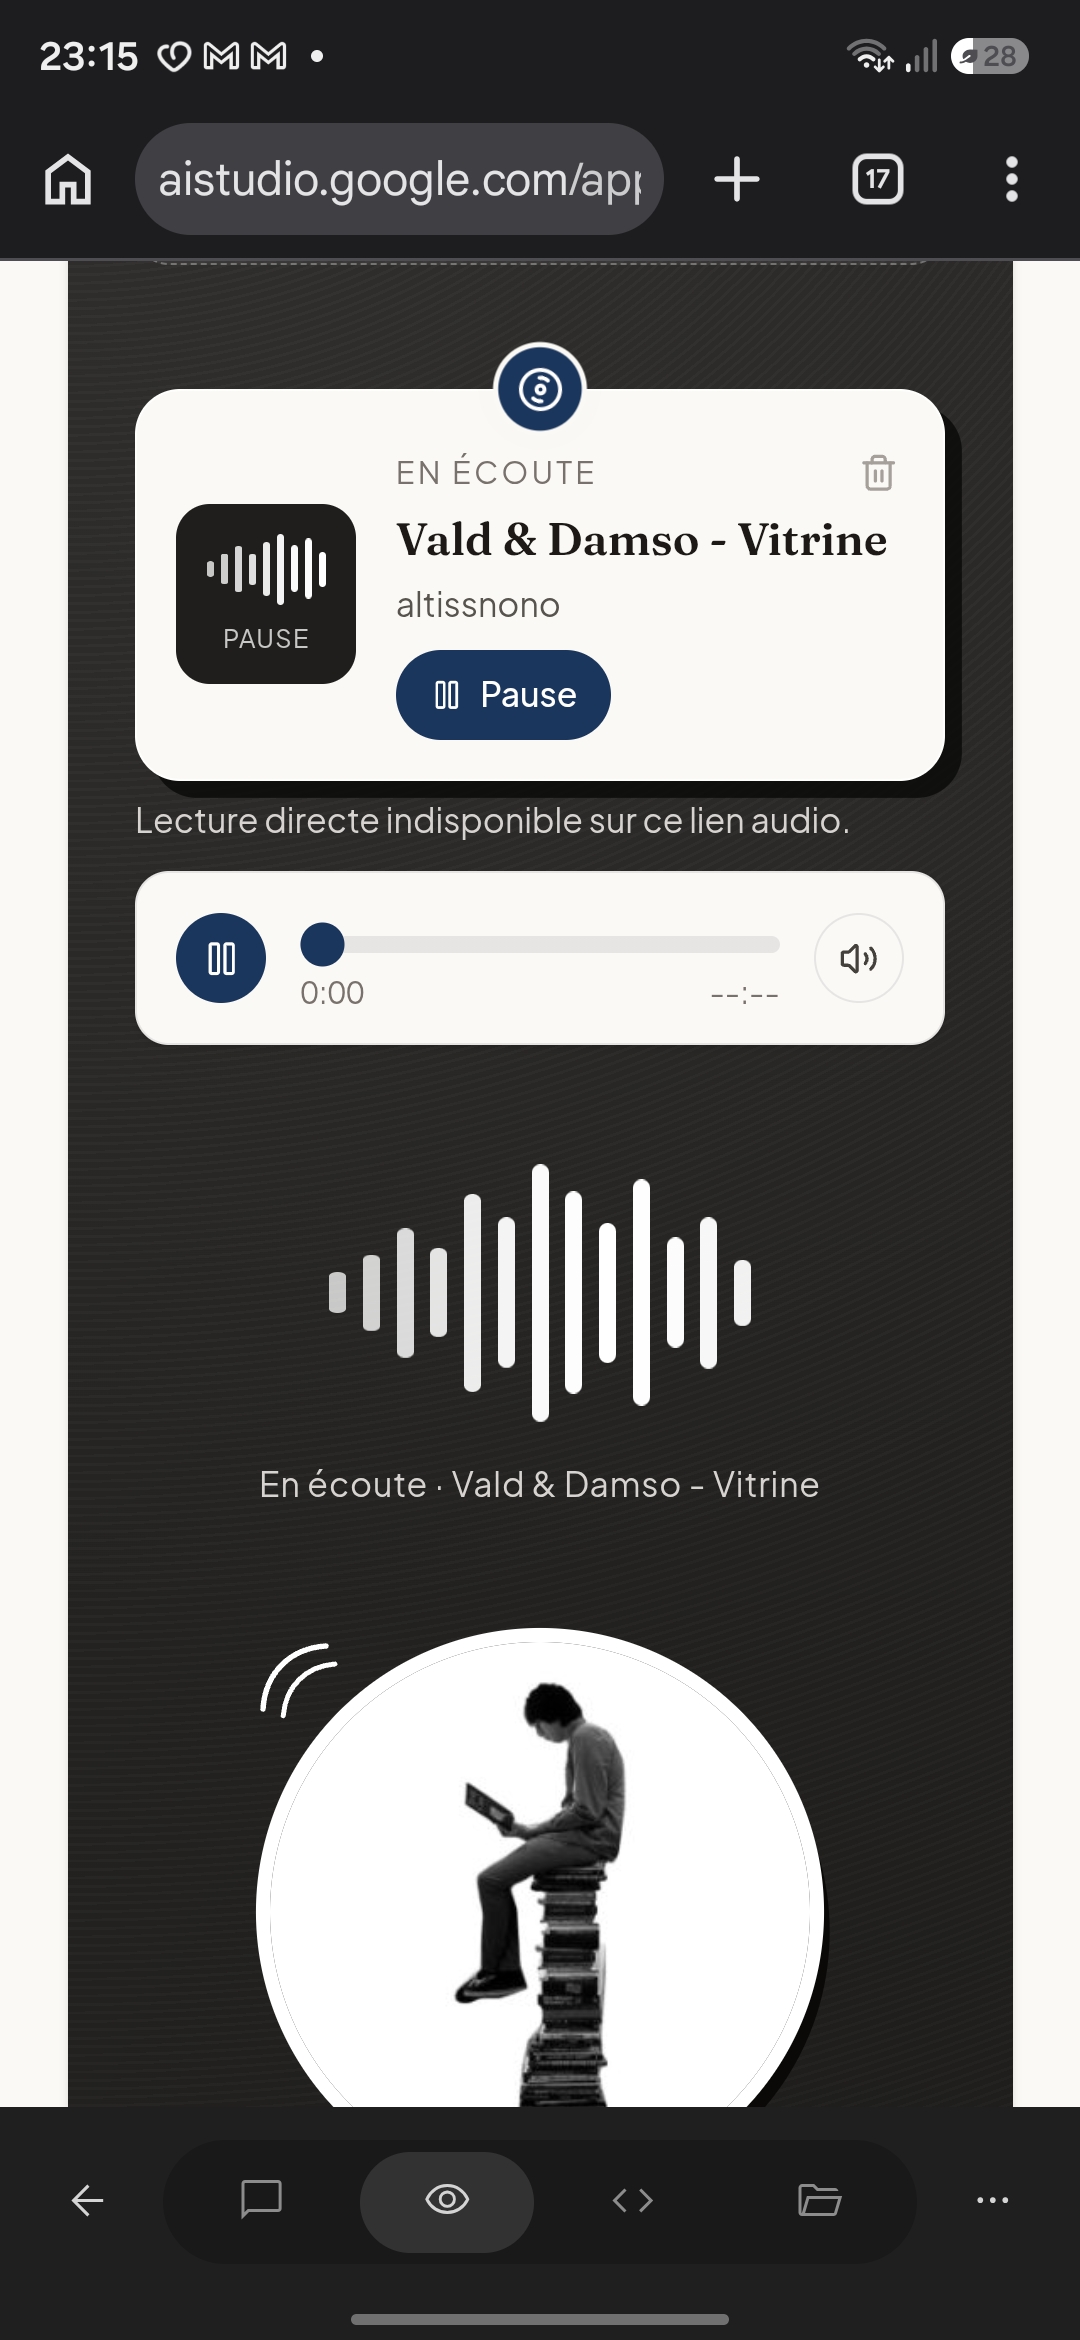 23:15
28
aistudio.google.com/app
17
EN ÉCOUTE
Vald & Damso - Vitrine
altissnono
PAUSE
Pause
Lecture directe indisponible sur ce lien audio.
0:00
--:--
En écoute · Vald & Damso - Vitrine